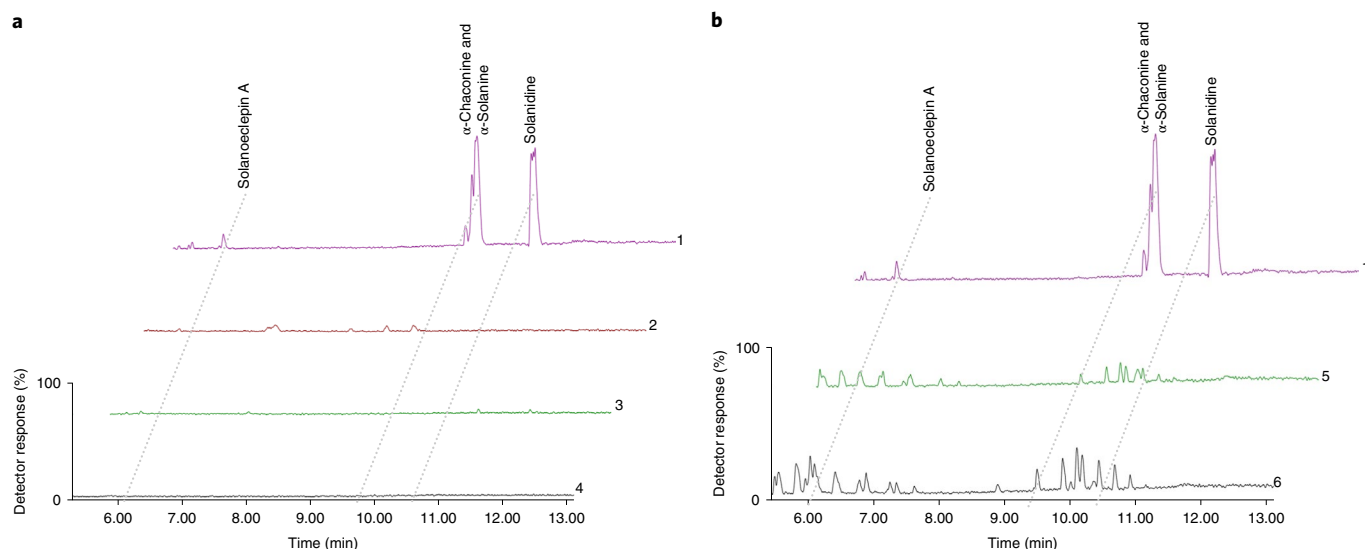 a
Solanoeclepin A
α-Chaconine and
α-Solanine
Solanidine
1
2
3
4
100
0
Detector response (%)
6.00 7.00 8.00 9.00 10.00 11.00 12.00 13.00
Time (min)
b
Solanoeclepin A
α-Chaconine and
α-Solanine
Solanidine
5
6
100
0
Detector response (%)
6.00 7.00 8.00 9.00 10.00 11.00 12.00 13.00
Time (min)